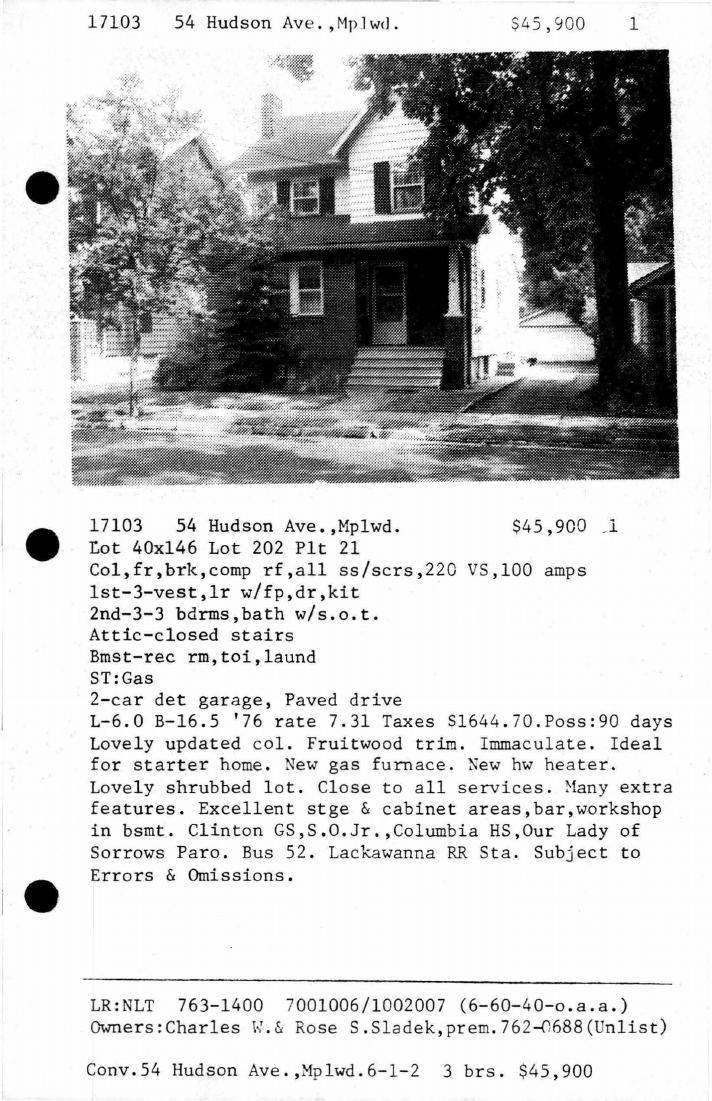 17103 54 Hudson Ave.,Mplwd. $45,900 1
17103 54 Hudson Ave.,Mplwd. $45,900 1
Lot 40x146 Lot 202 Plt 21
Col,fr,brk,comp rf,all ss/scrs,220 VS,100 amps
1st-3-vest,lr w/fp,dr,kit
2nd-3-3 bdrms,bath w/s.o.t.
Attic-closed stairs
Bmst-rec rm,toi,laund
ST:Gas
2-car det garage, Paved drive
L-6.0 B-16.5 '76 rate 7.31 Taxes $1644.70.Poss:90 days
Lovely updated col. Fruitwood trim. Immaculate. Ideal
for starter home. New gas furnace. New hw heater.
Lovely shrubbed lot. Close to all services. Many extra
features. Excellent stge & cabinet areas,bar,workshop
in bsmt. Clinton GS,S.O.Jr.,Columbia HS,Our Lady of
Sorrows Paro. Bus 52. Lackawanna RR Sta. Subject to
Errors & Omissions.
LR:NLT 763-1400 7001006/1002007 (6-60-40-o.a.a.)
Owners:Charles W.& Rose S.Sladek,prem.762-0688(Unlist)
Conv.54 Hudson Ave.,Mplwd.6-1-2 3 brs. $45,900